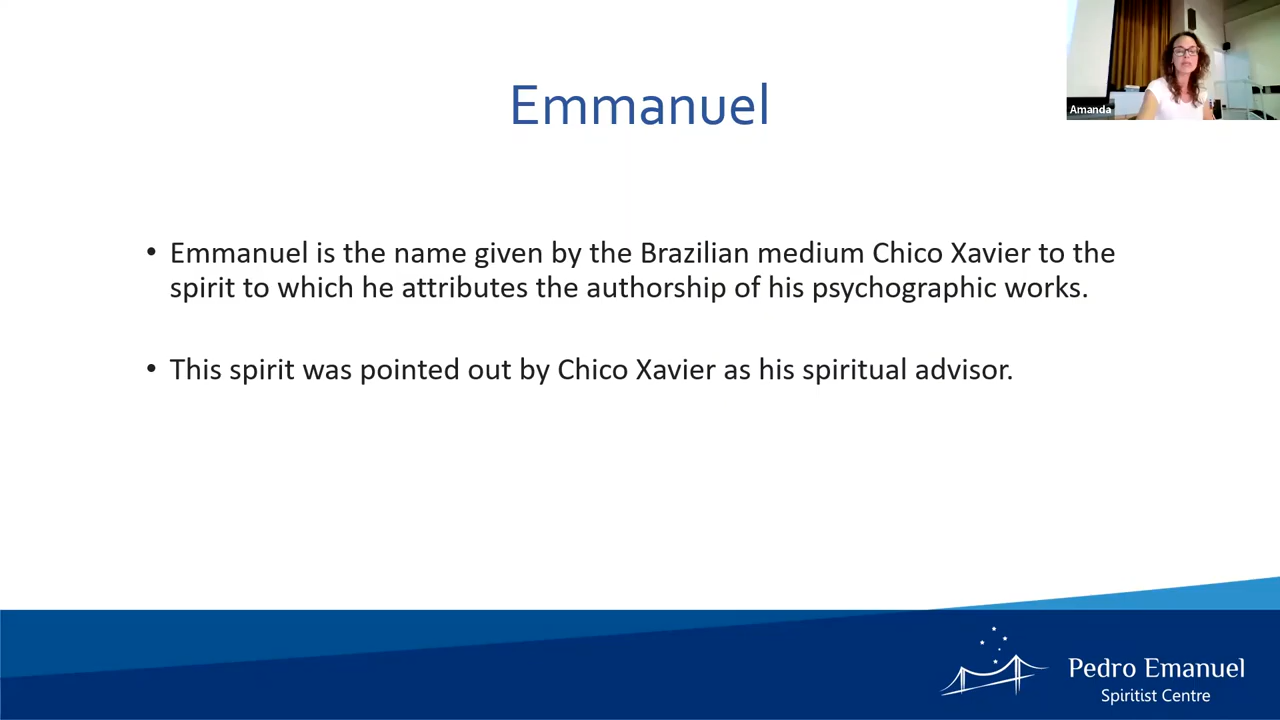 Amanda
Emmanuel
• Emmanuel is the name given by the Brazilian medium Chico Xavier to the
spirit to which he attributes the authorship of his psychographic works.
• This spirit was pointed out by Chico Xavier as his spiritual advisor.
Pedro Emanuel
Spiritist Centre